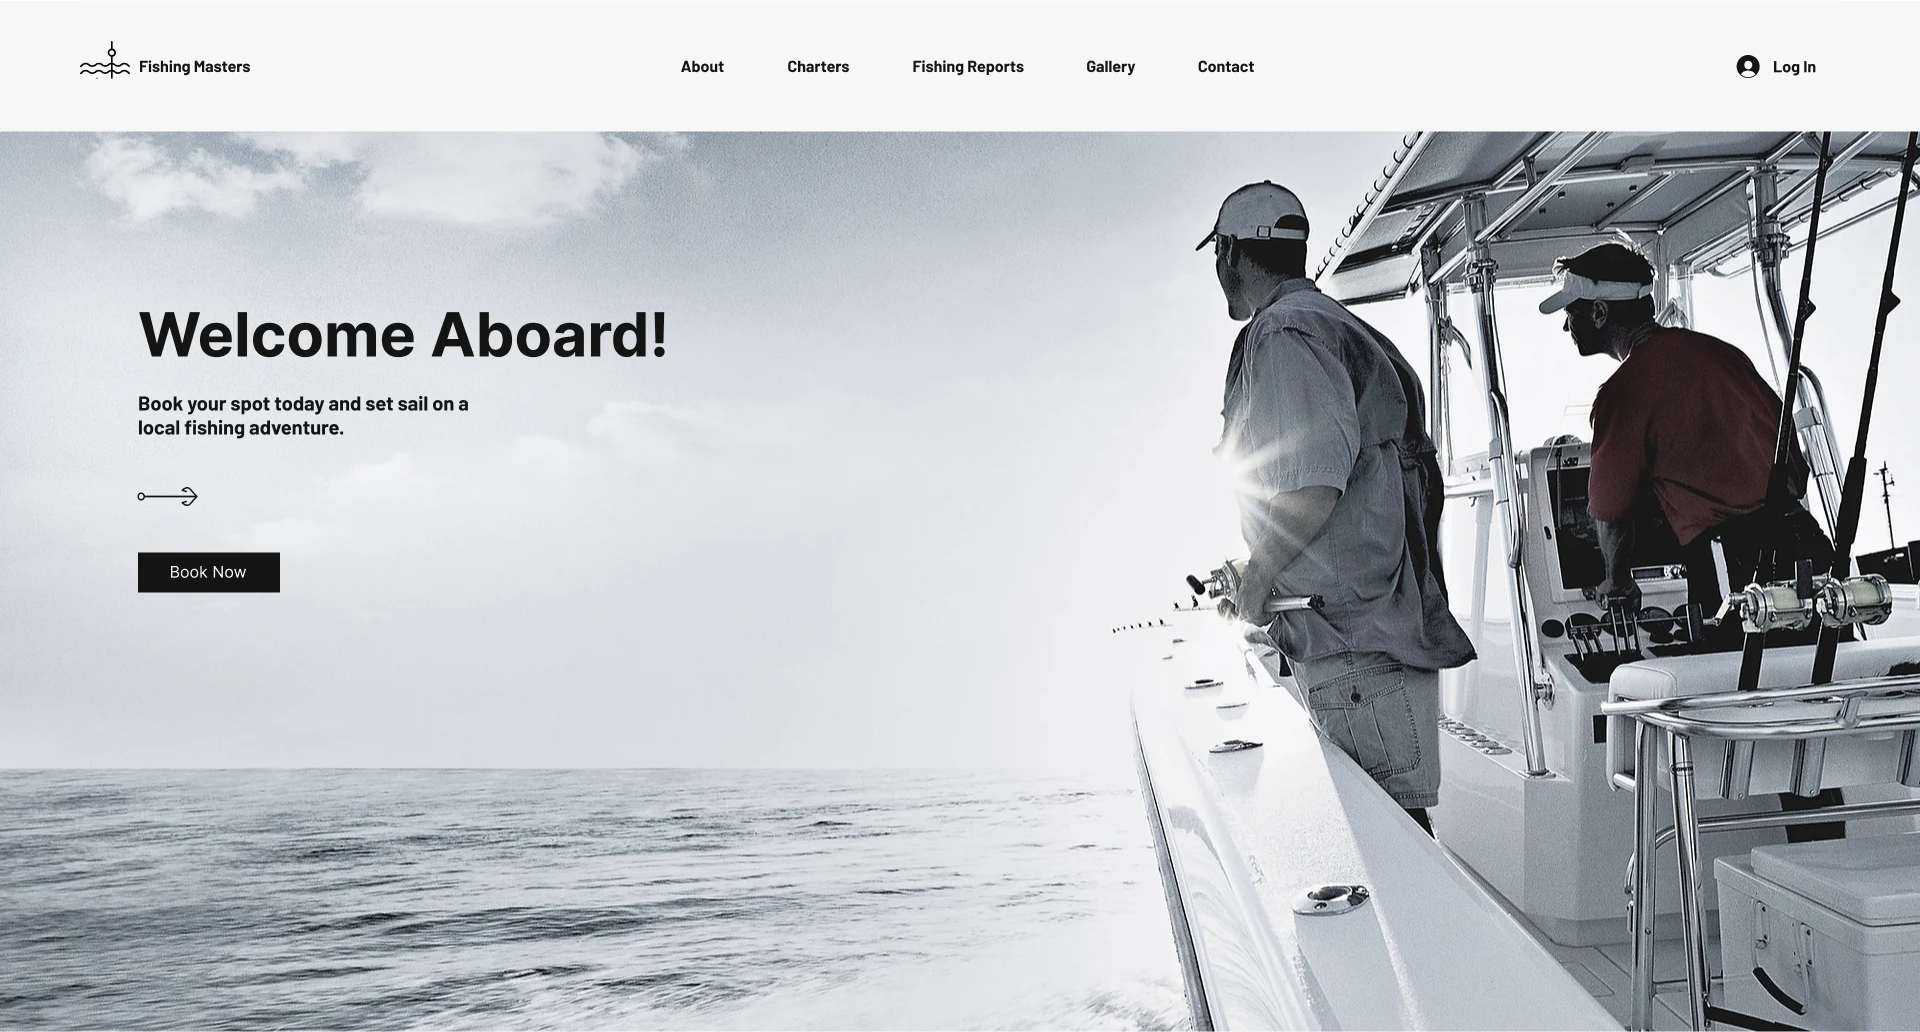 Fishing Masters
About
Charters
Fishing Reports
Gallery
Contact
Log In
Welcome Aboard!
Book your spot today and set sail on a
local fishing adventure.
Book Now